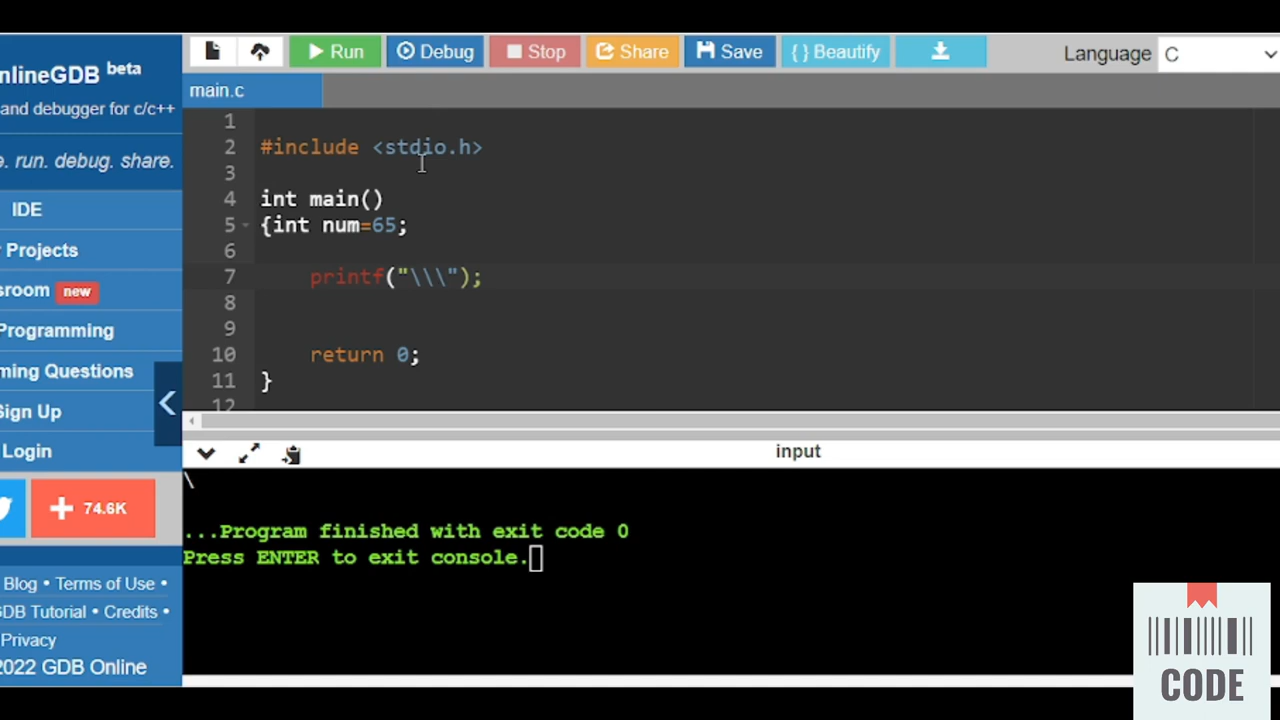 nlineGDB beta
and debugger for c/c++
e. run. debug. share.
IDE
Projects
sroom new
Programming
ming Questions
Sign Up
Login
74.6K
Blog • Terms of Use •
GDB Tutorial • Credits •
Privacy
2022 GDB Online
Run Debug Stop Share Save { } Beautify Language C
main.c
1
2 #include <stdio.h>
3
4 int main()
5 {int num=65;
6
7 printf("\\\");
8
9
10 return 0;
11 }
12
input
\
...Program finished with exit code 0
Press ENTER to exit console.
CODE